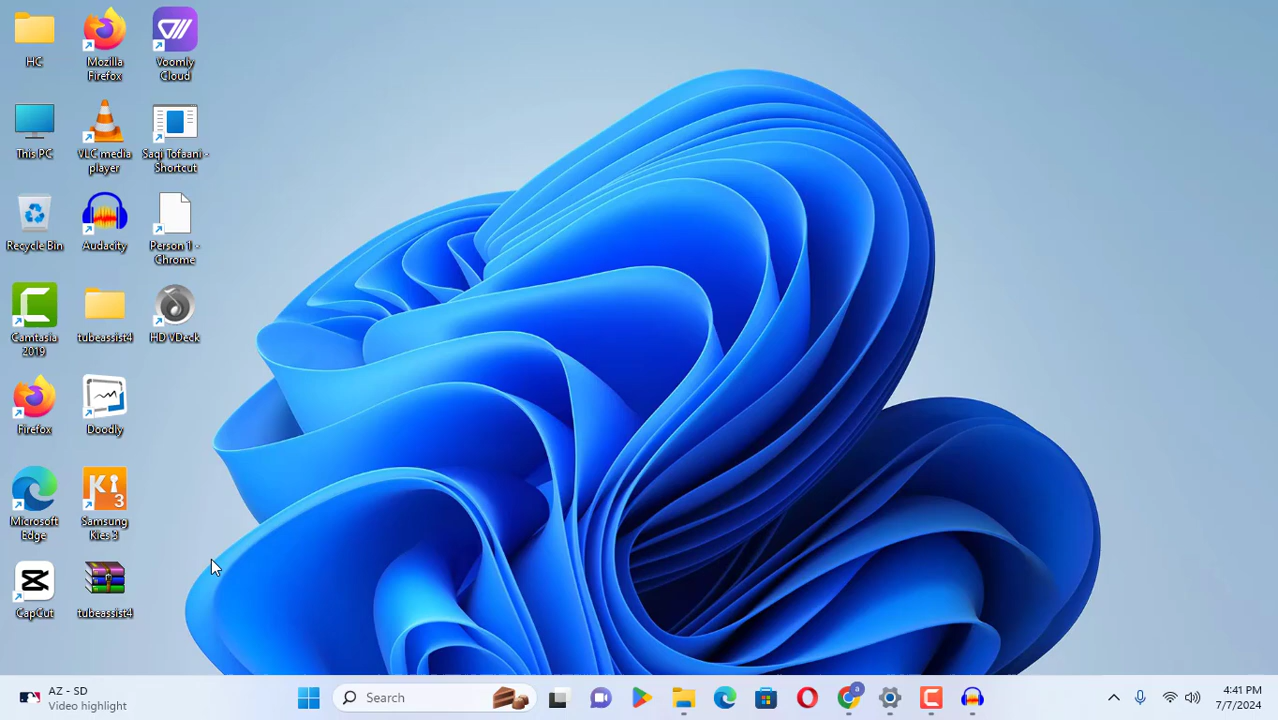 HC
Mozilla
Firefox
Voomly
Cloud
This PC
VLC media
player
Saqi Tofaani -
Shortcut
Recycle Bin
Audacity
Person 1 -
Chrome
Camtasia
2019
tubeassist4
HD VDeck
Firefox
Doodly
Microsoft
Edge
Ki
3
Samsung
Kies 3
CapCut
tubeassist4
AZ - SD
Video highlight
Search
a
4:41 PM
7/7/2024